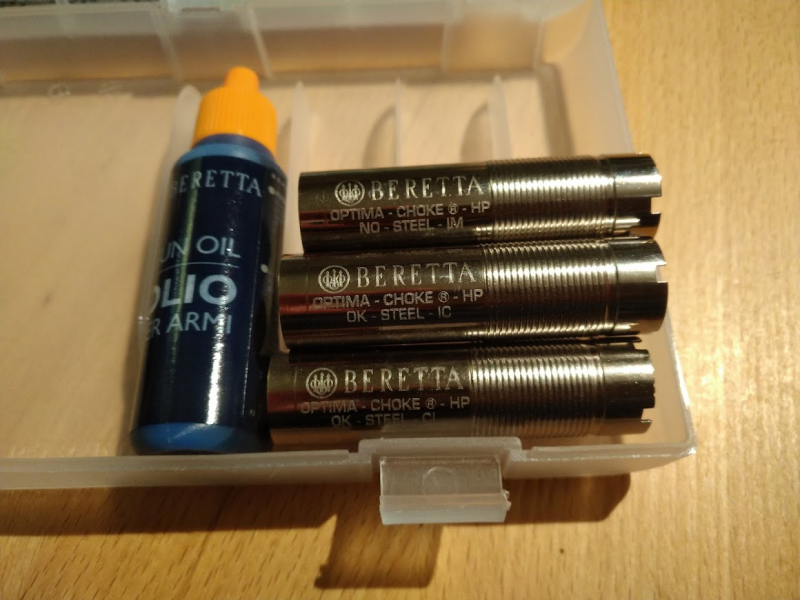 BERETTA
UN OIL
OLIO
ER ARMI
BERETTA
OPTIMA - CHOKE ® - HP
NO - STEEL - IM
BERETTA
OPTIMA - CHOKE ® - HP
OK - STEEL - IC
BERETTA
OPTIMA - CHOKE ® - HP
OK - STEEL - CL